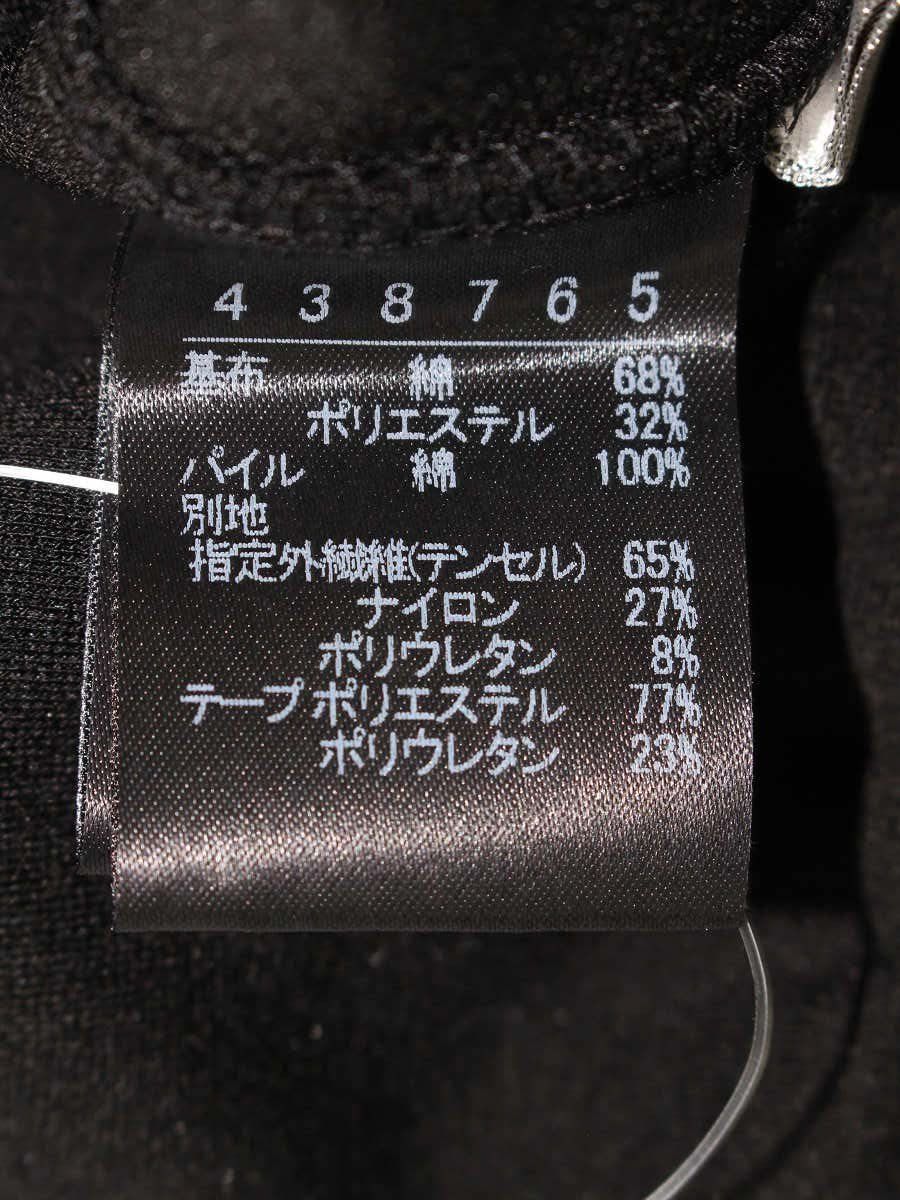 4 3 8 7 6 5
基布 綿 68%
ポリエステル 32%
パイル 綿 100%
別地
指定外繊維(テンセル) 65%
ナイロン 27%
ポリウレタン 8%
テープ ポリエステル 77%
ポリウレタン 23%